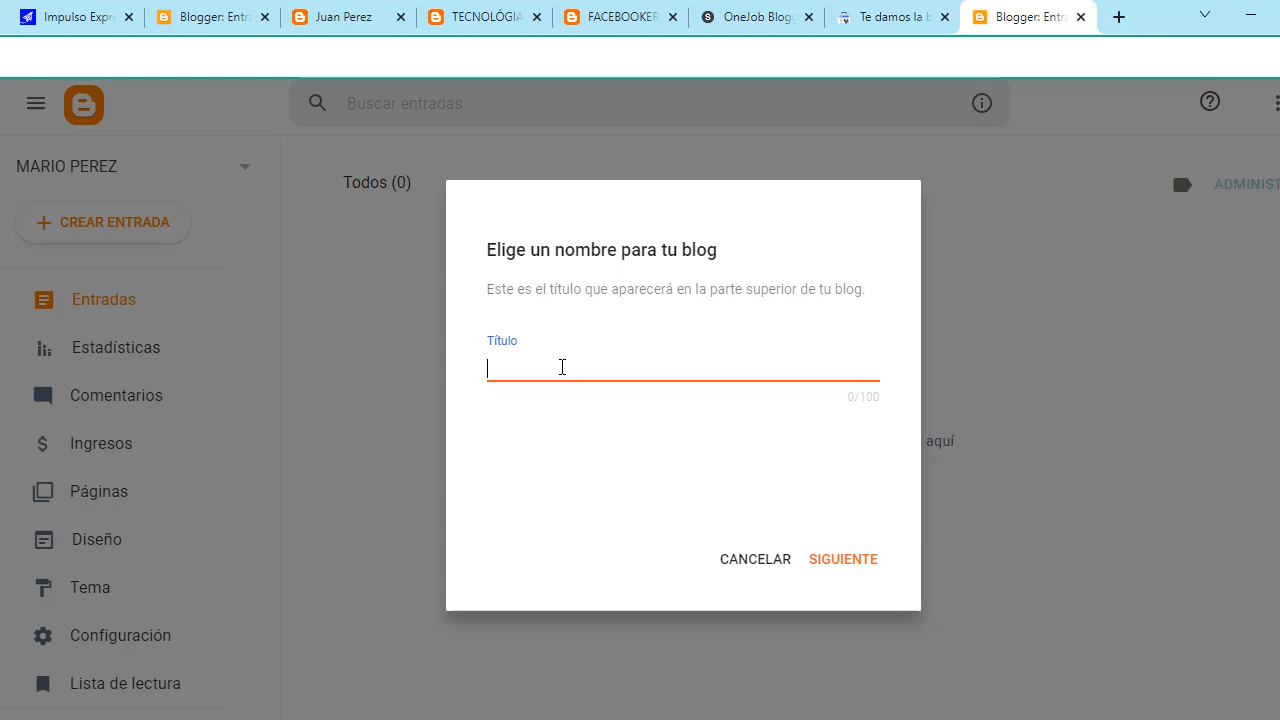 Impulso Expr
Blogger: Entr
Juan Perez
TECNOLÓGIA
FACEBOOKER
OneJob Blogg
Te damos la b
Blogger: Entra
Buscar entradas
MARIO PEREZ
Todos (0)
ADMINIST
CREAR ENTRADA
Elige un nombre para tu blog
Este es el título que aparecerá en la parte superior de tu blog.
Entradas
Título
Estadísticas
Comentarios
0/100
Ingresos
aquí
Páginas
Diseño
CANCELAR SIGUIENTE
Tema
Configuración
Lista de lectura